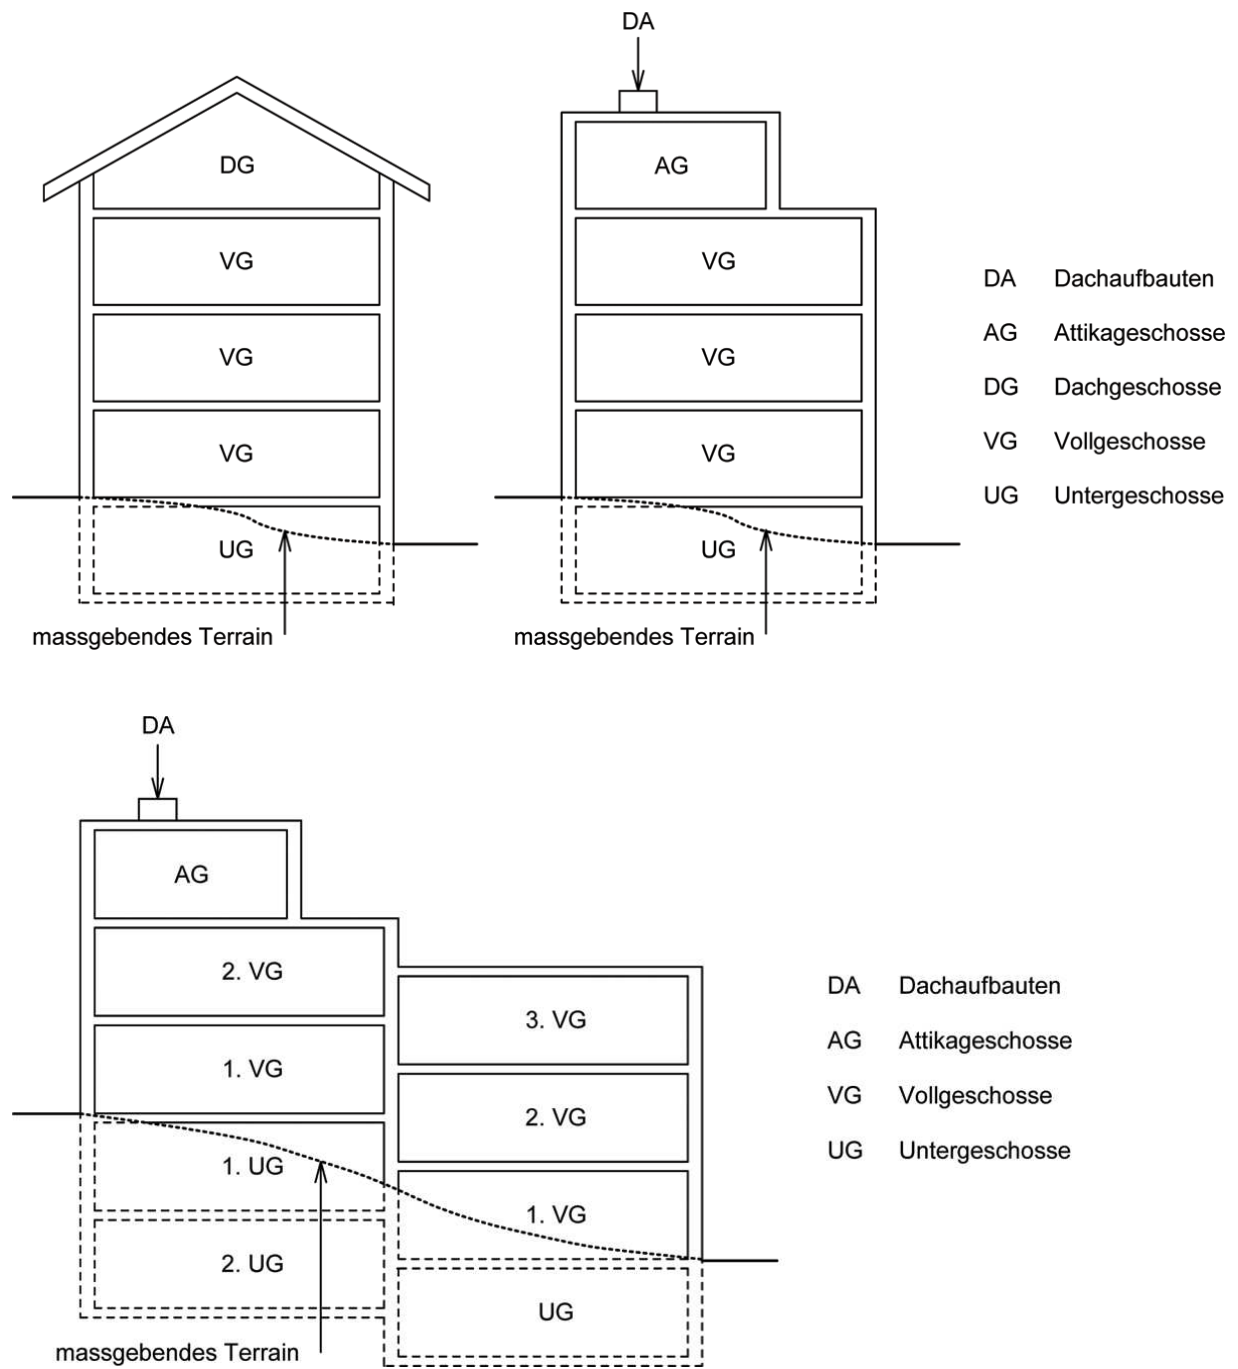 DA
DG
AG
VG
VG
VG
VG
VG
VG
UG
UG
massgebendes Terrain
massgebendes Terrain
DA Dachaufbauten
AG Attikageschosse
DG Dachgeschosse
VG Vollgeschosse
UG Untergeschosse
DA
AG
2. VG
1. VG
1. UG
2. UG
3. VG
2. VG
1. VG
UG
massgebendes Terrain
DA Dachaufbauten
AG Attikageschosse
VG Vollgeschosse
UG Untergeschosse